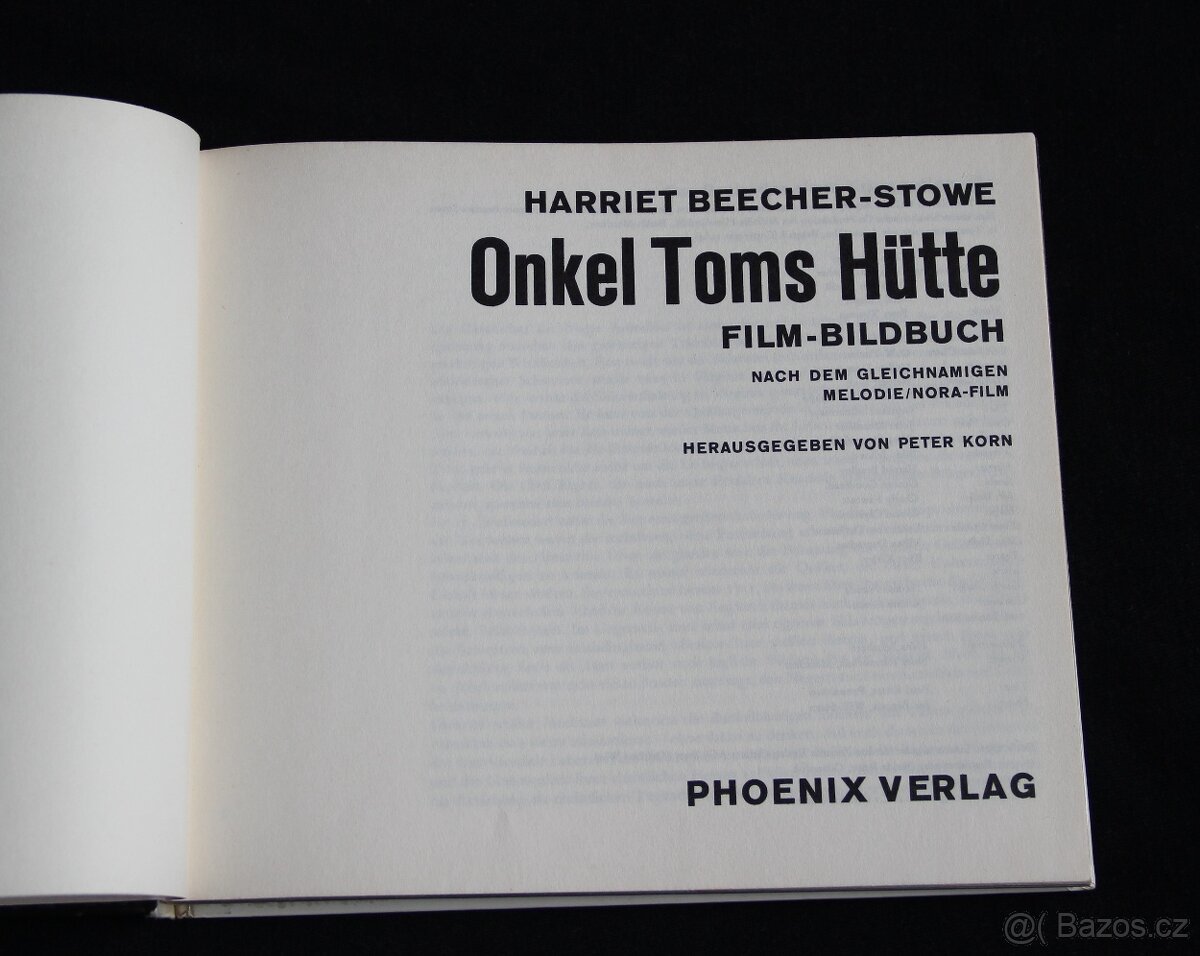 HARRIET BEECHER-STOWE
Onkel Toms Hütte
FILM-BILDBUCH
NACH DEM GLEICHNAMIGEN
MELODIE/NORA-FILM
HERAUSGEGEBEN VON PETER KORN
PHOENIX VERLAG
@( Bazos.cz